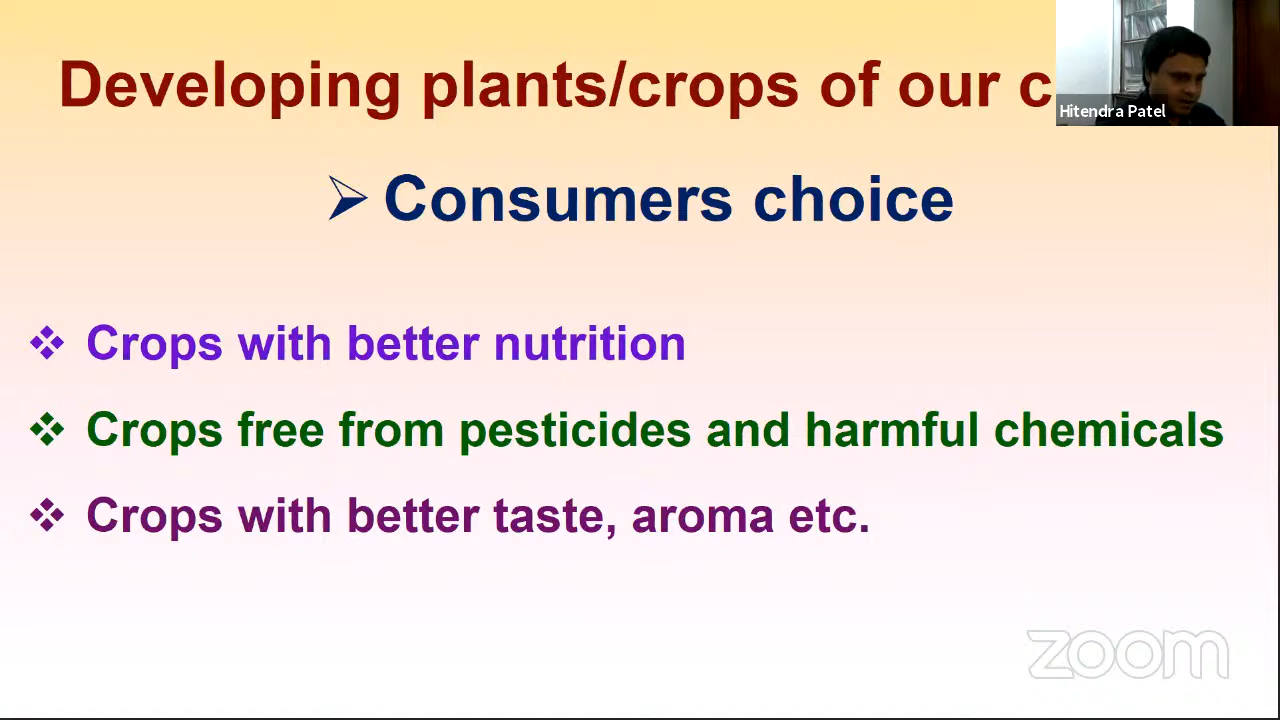 Developing plants/crops of our
Hitendra Patel
Consumers choice
Crops with better nutrition
Crops free from pesticides and harmful chemicals
Crops with better taste, aroma etc.
zoom